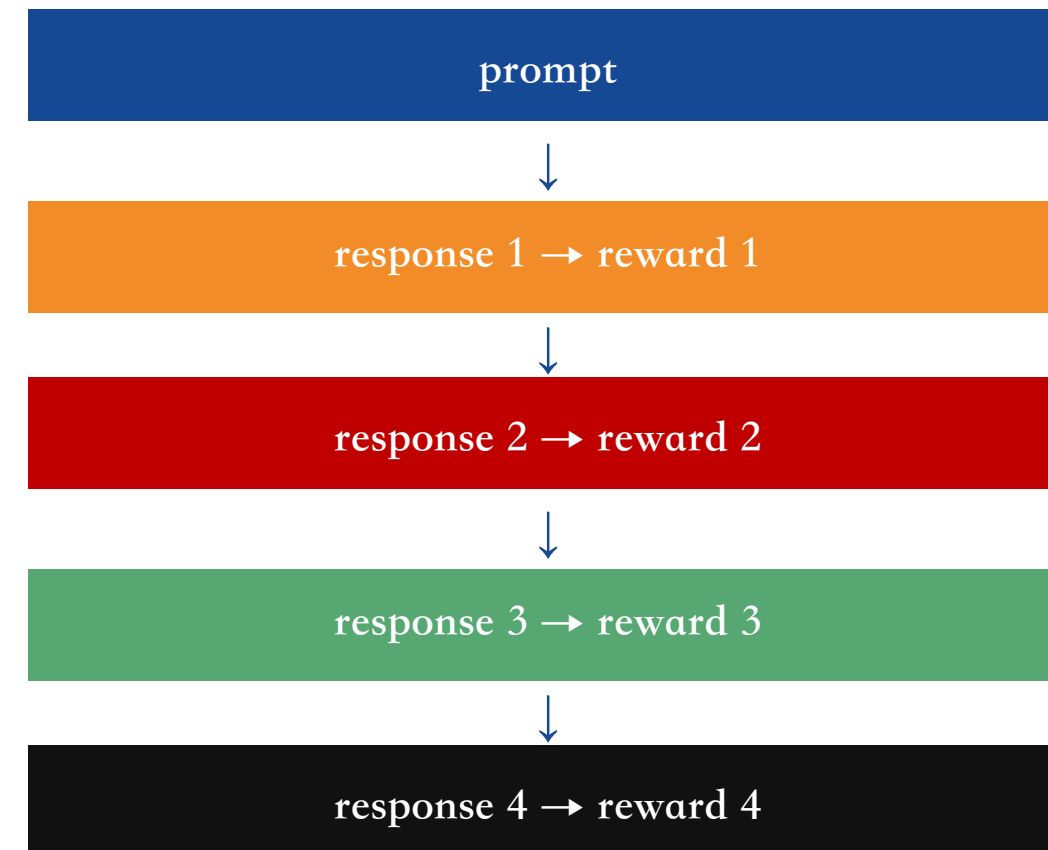 prompt
↓
response 1 → reward 1
↓
response 2 → reward 2
↓
response 3 → reward 3
↓
response 4 → reward 4